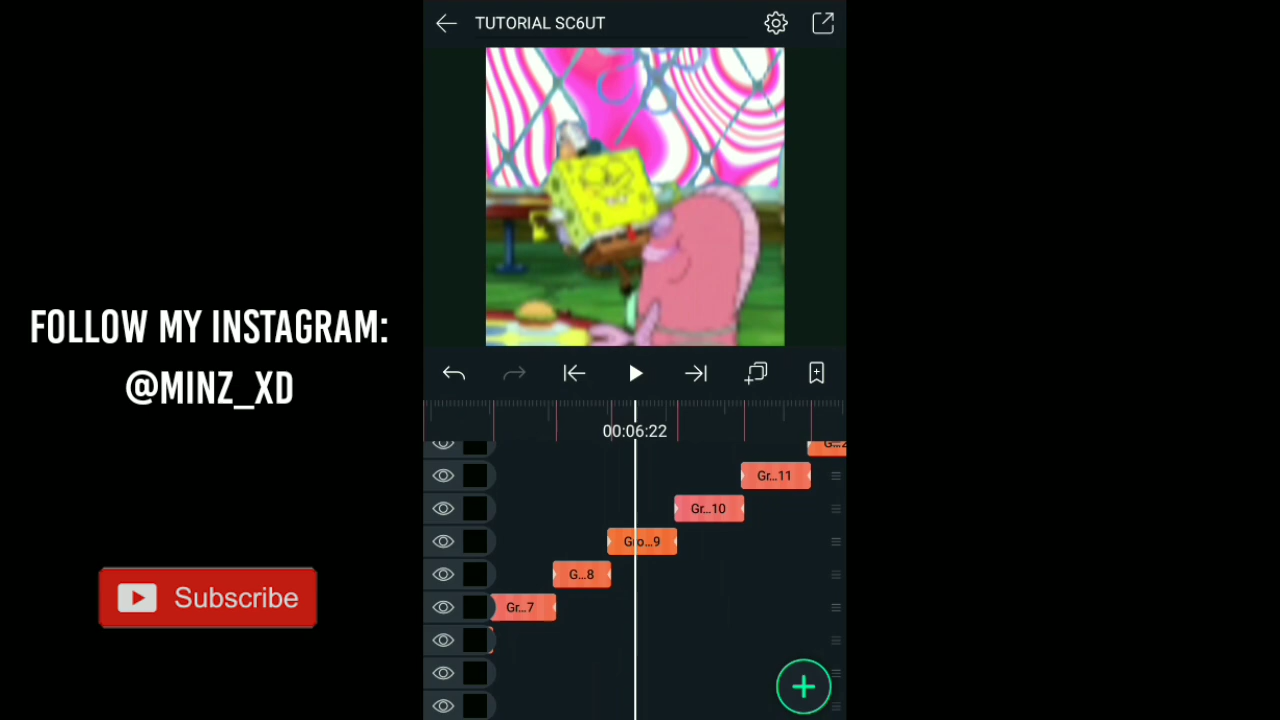 TUTORIAL SC6UT
FOLLOW MY INSTAGRAM:
@MINZ_XD
Subscribe
00:06:22
Gr...11
Gr...10
Gro...9
G...8
Gr...7